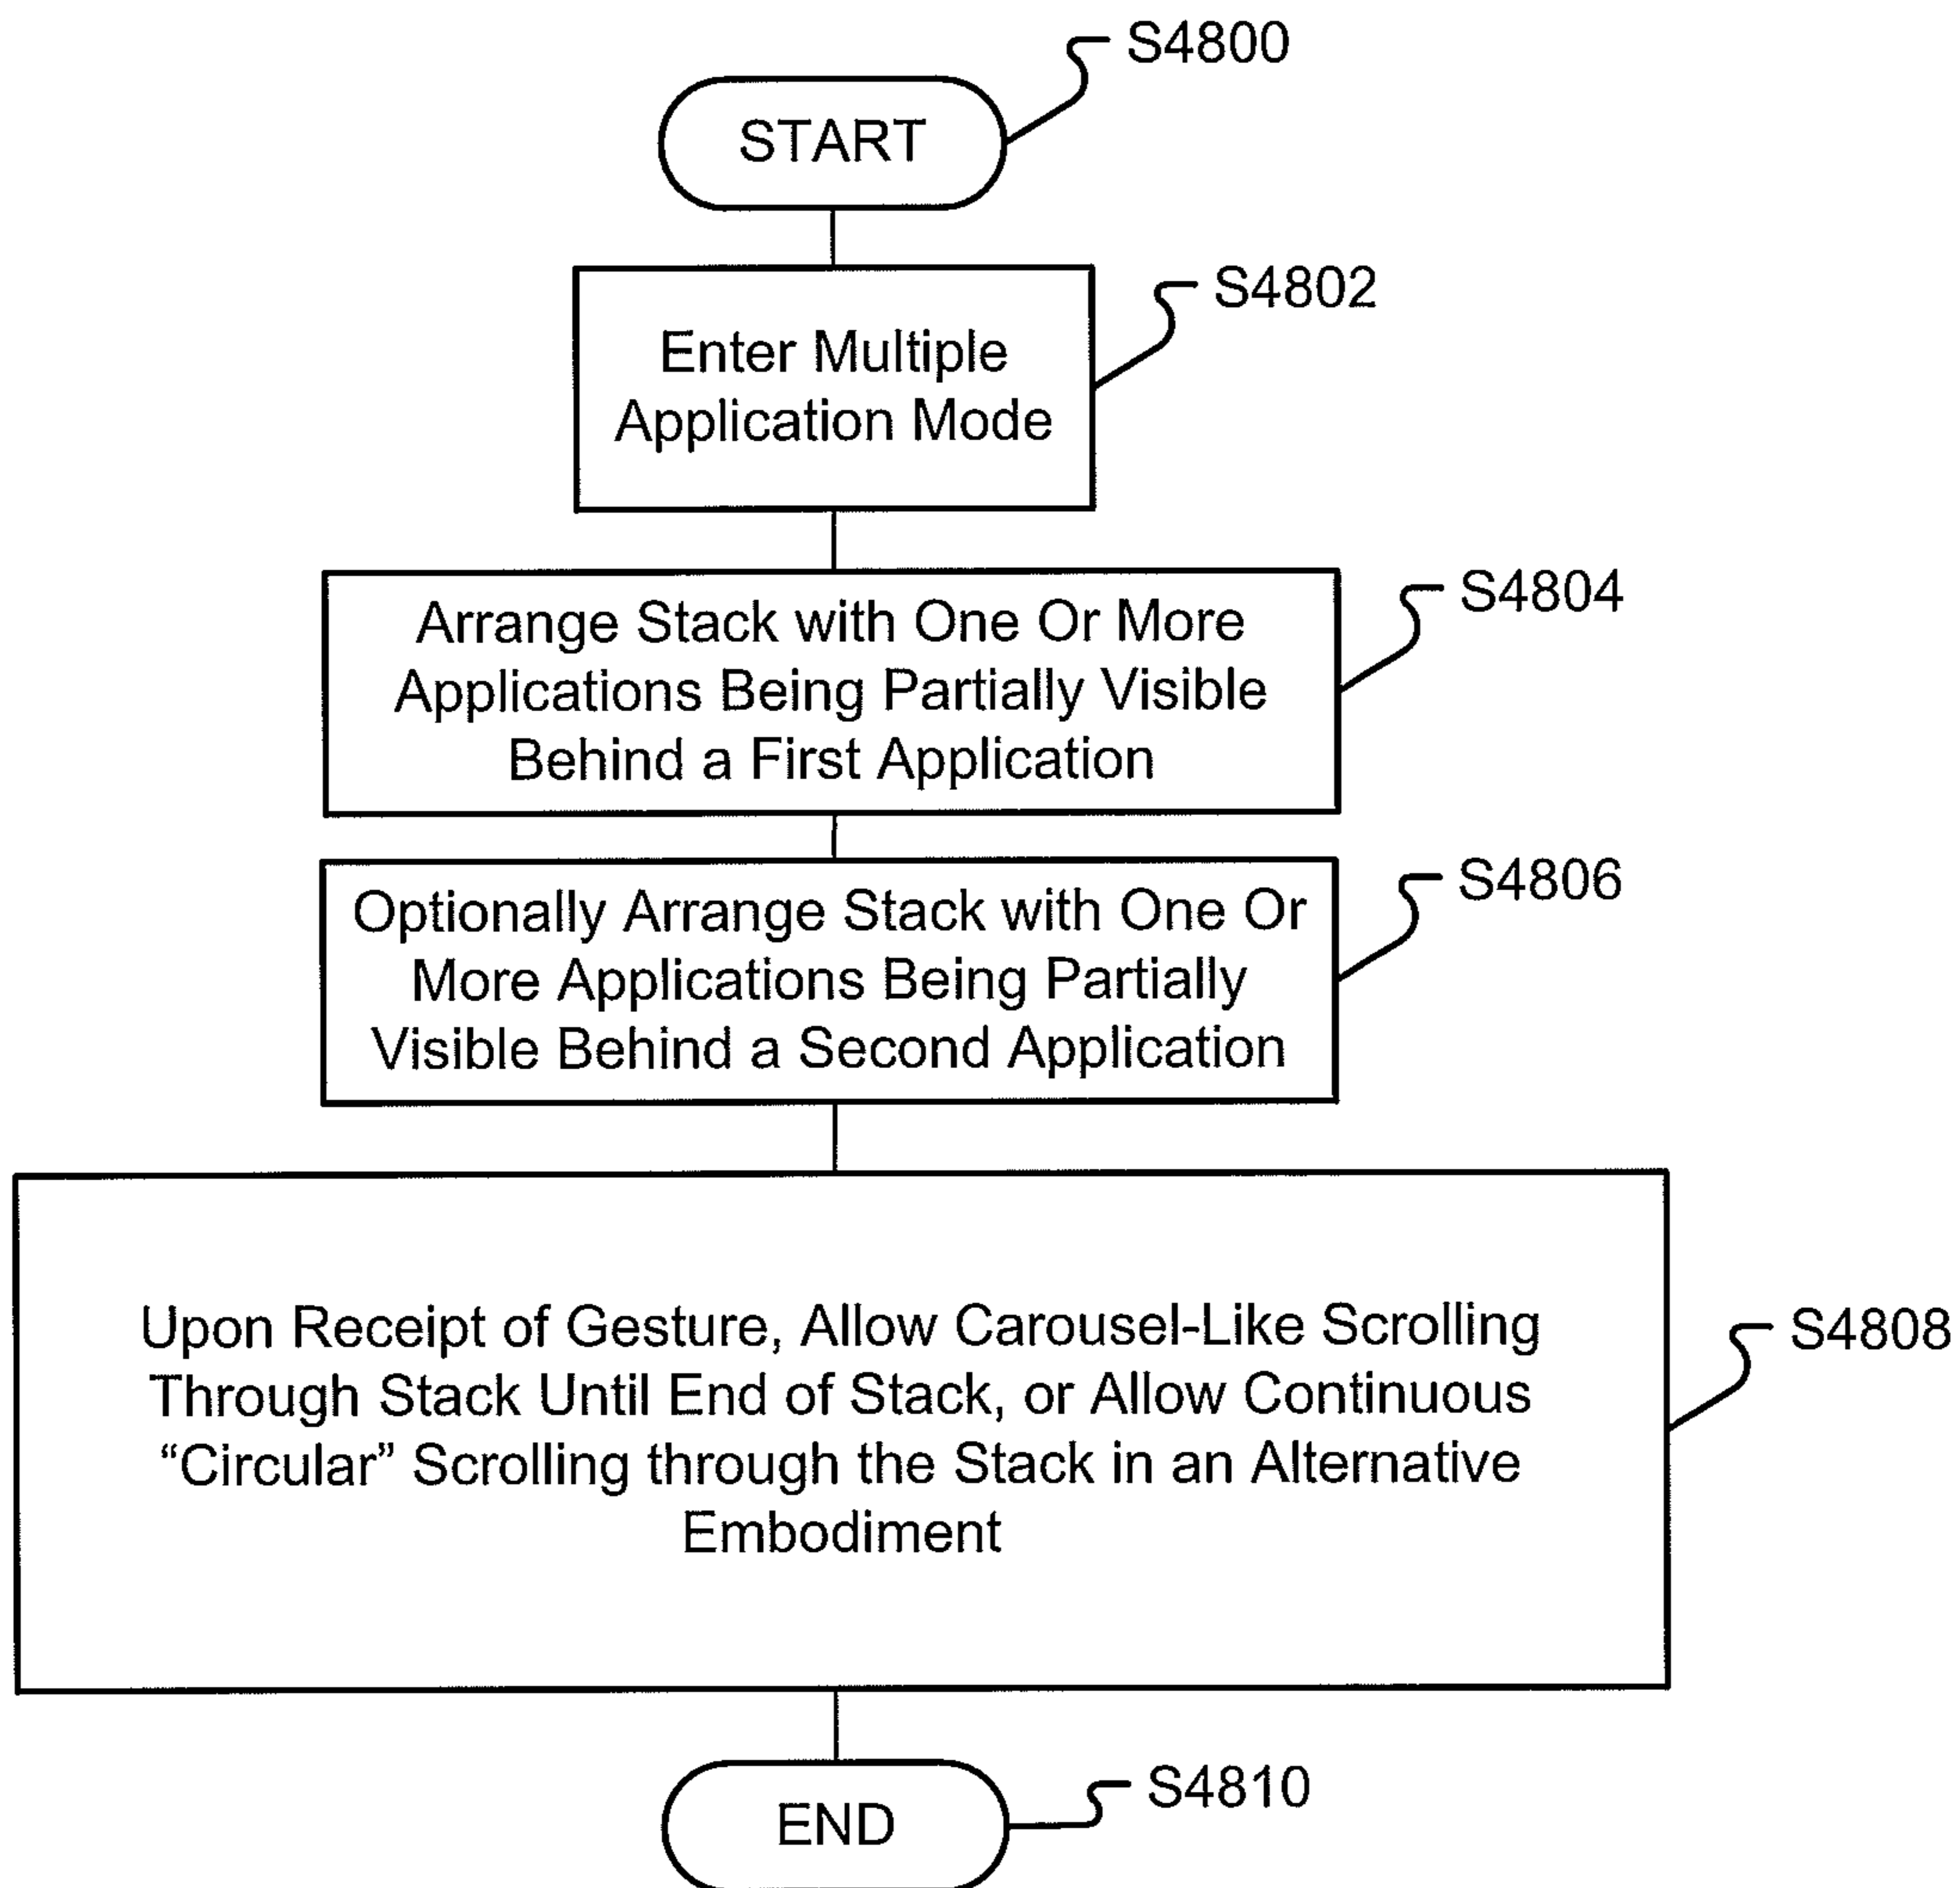 S4800
START
S4802
Enter Multiple
Application Mode
S4804
Arrange Stack with One Or More
Applications Being Partially Visible
Behind a First Application
S4806
Optionally Arrange Stack with One Or
More Applications Being Partially
Visible Behind a Second Application
S4808
Upon Receipt of Gesture, Allow Carousel-Like Scrolling
Through Stack Until End of Stack, or Allow Continuous
“Circular” Scrolling through the Stack in an Alternative
Embodiment
S4810
END